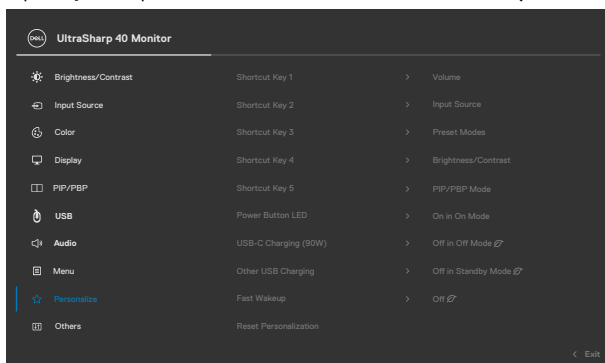 DELL UltraSharp 40 Monitor
Brightness/Contrast Shortcut Key 1 > Volume
Input Source Shortcut Key 2 > Input Source
Color Shortcut Key 3 > Preset Modes
Display Shortcut Key 4 > Brightness/Contrast
PIP/PBP Shortcut Key 5 > PIP/PBP Mode
USB Power Button LED > On in On Mode
Audio USB-C Charging (90W) > Off in Off Mode
Menu Other USB Charging > Off in Standby Mode
Personalize Fast Wakeup > Off
Others Reset Personalization
< Exit